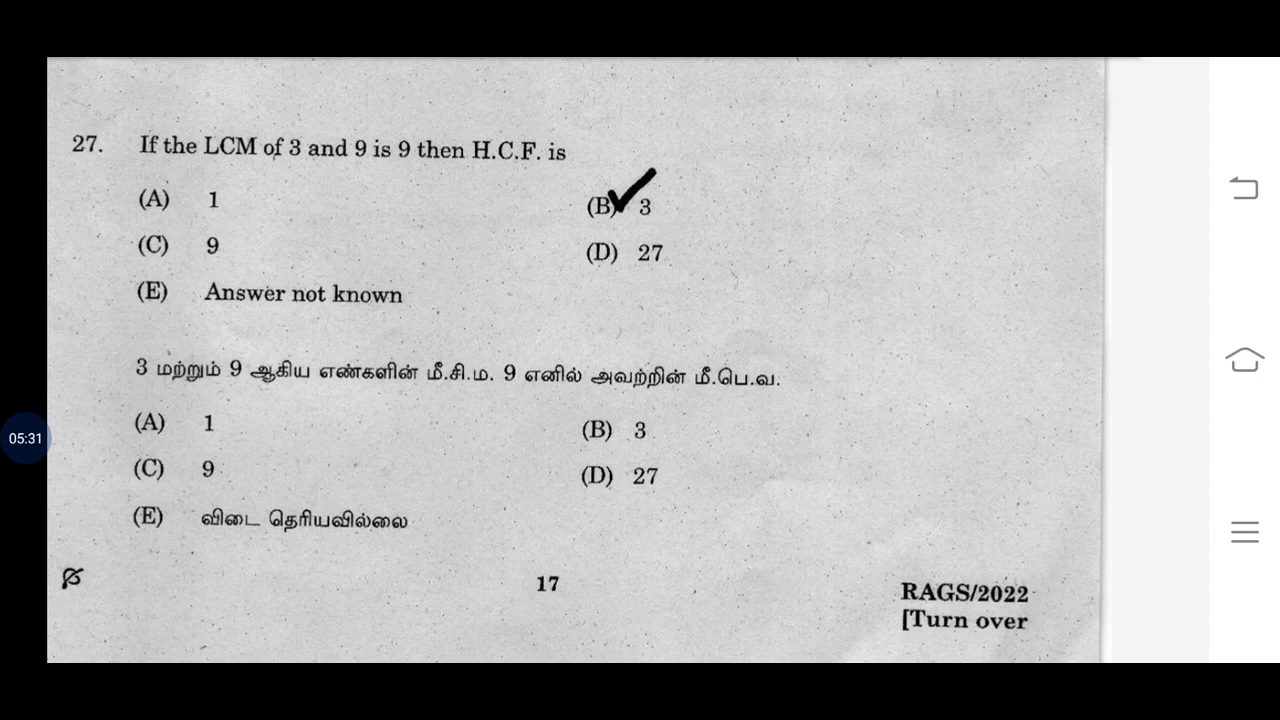 27. If the LCM of 3 and 9 is 9 then H.C.F. is
(A) 1 (B) 3
(C) 9 (D) 27
(E) Answer not known
3 மற்றும் 9 ஆகிய எண்களின் மீ.சி.ம. 9 எனில் அவற்றின் மீ.பெ.வ.
(A) 1 (B) 3
(C) 9 (D) 27
(E) விடை தெரியவில்லை
05:31
17
RAGS/2022
[Turn over